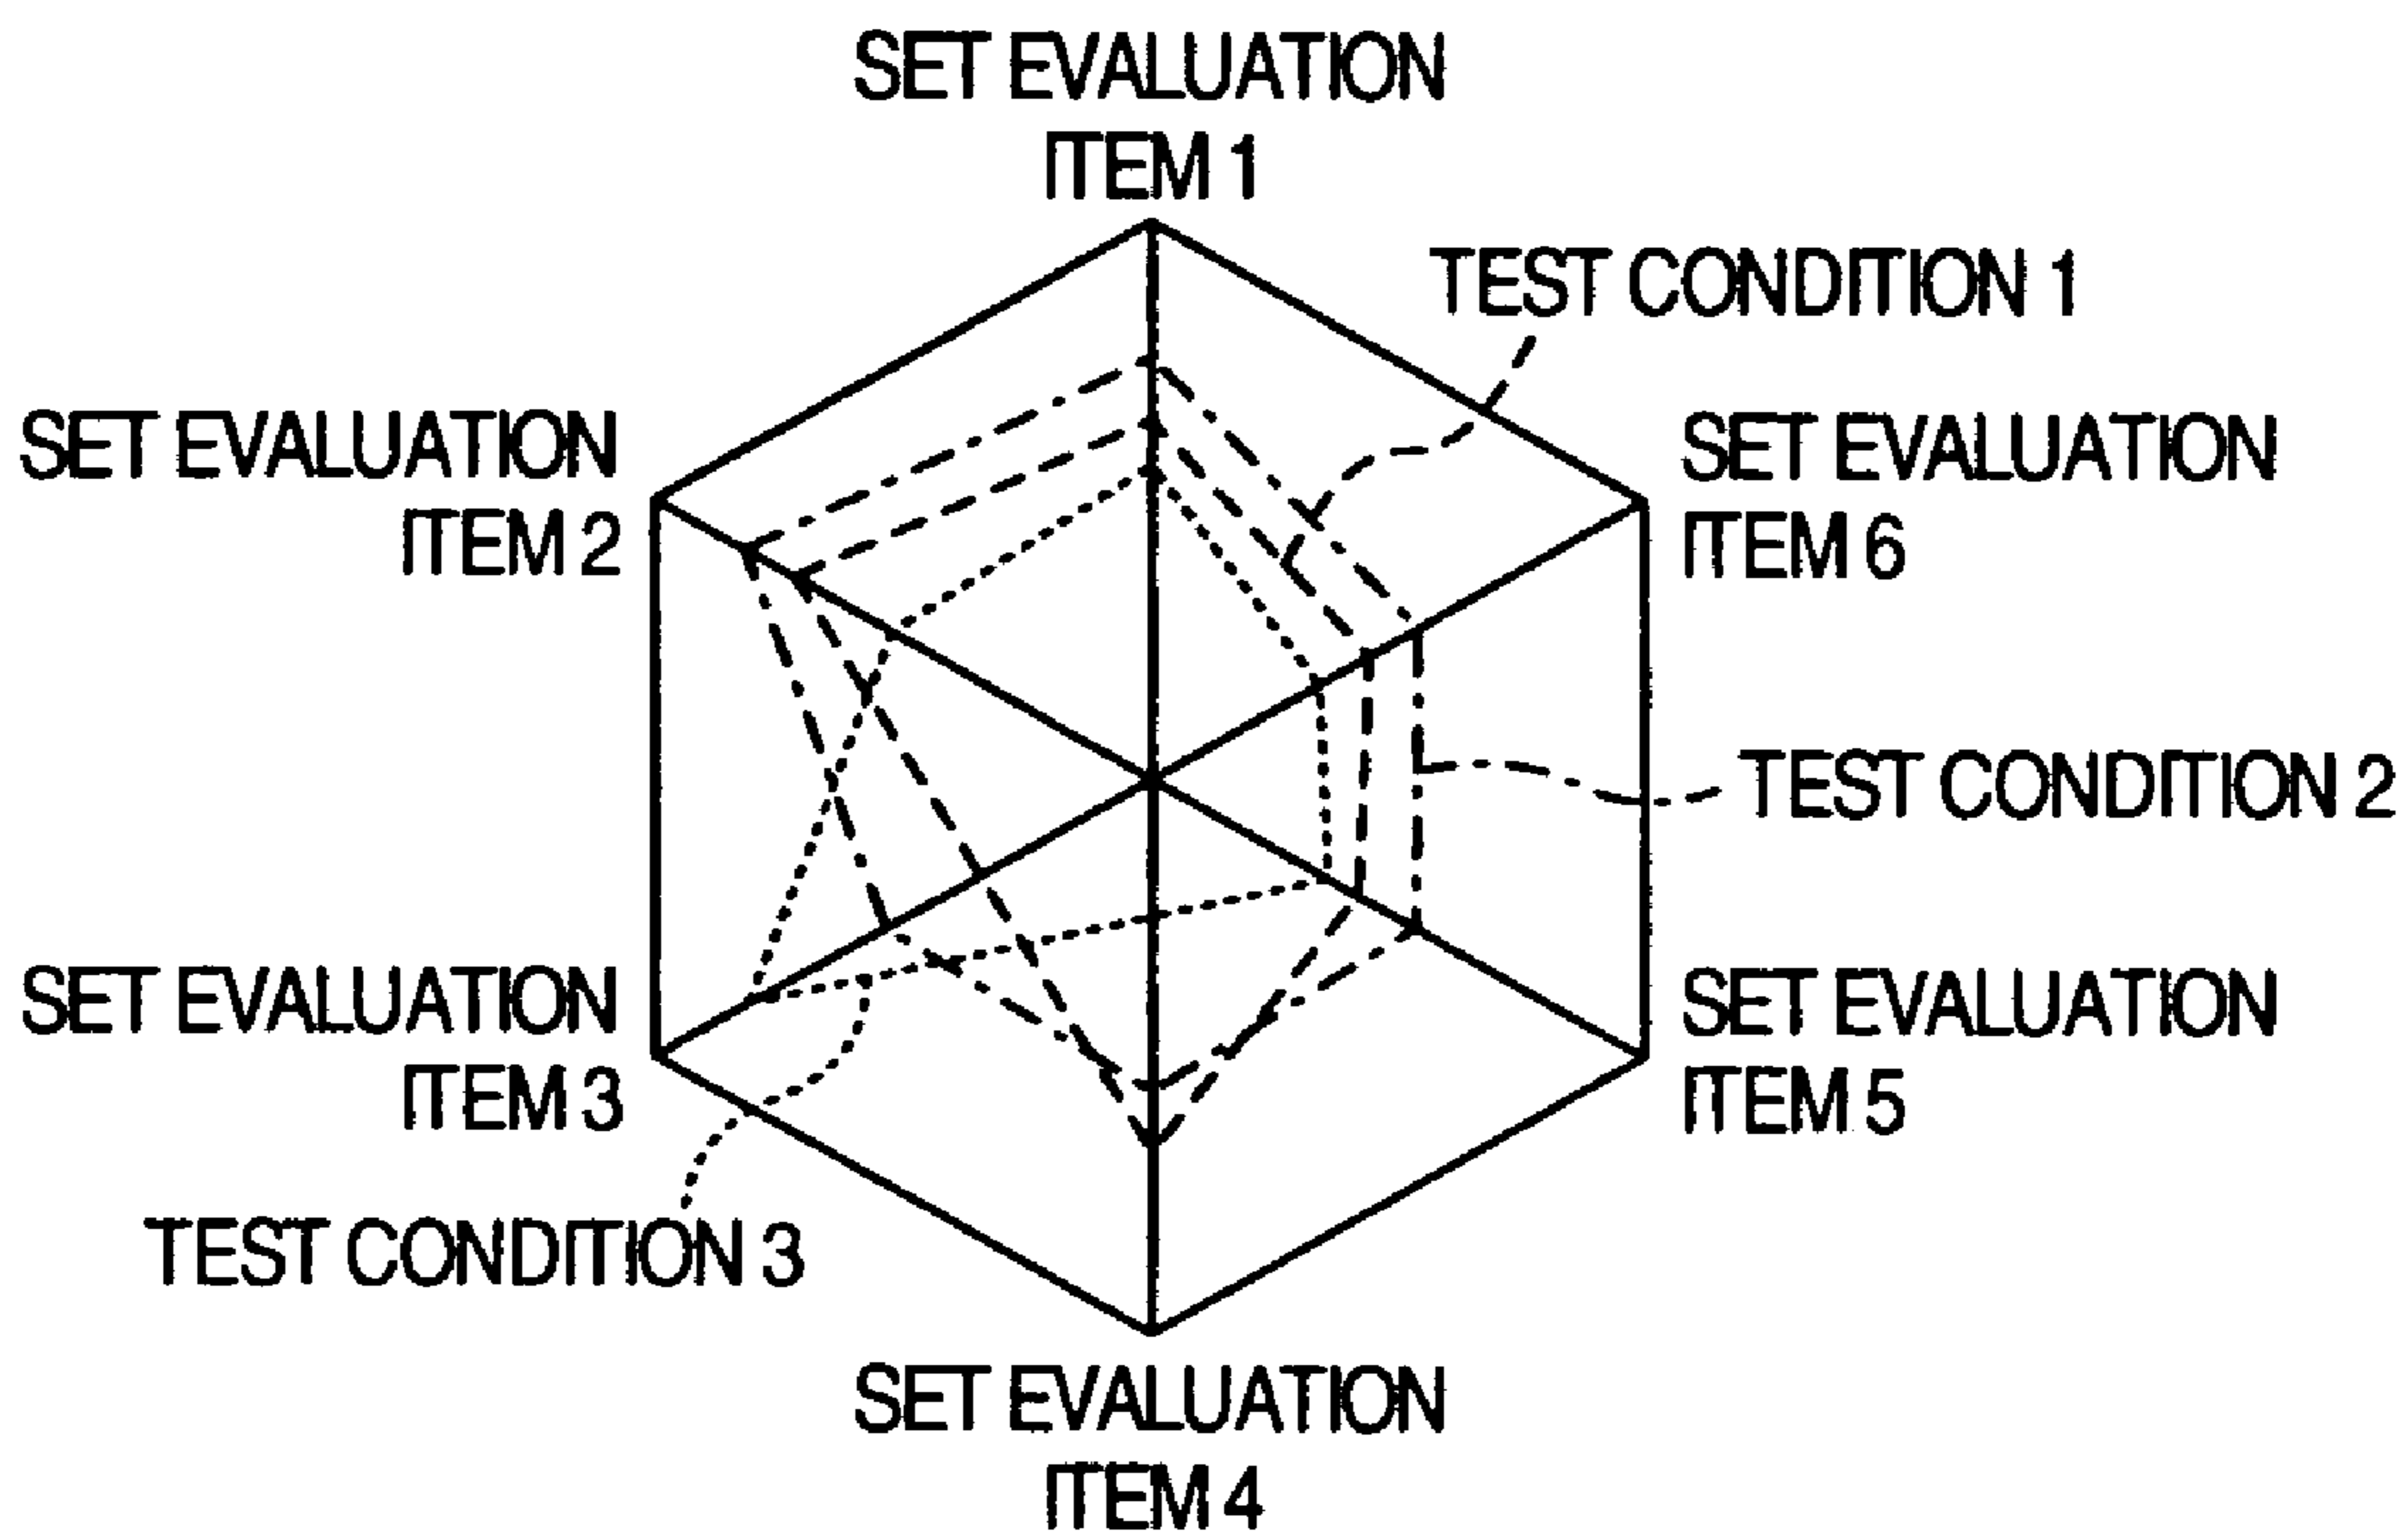 SET EVALUATION
ITEM 1
TEST CONDITION 1
SET EVALUATION
ITEM 2
SET EVALUATION
ITEM 6
TEST CONDITION 2
SET EVALUATION
ITEM 3
SET EVALUATION
ITEM 5
TEST CONDITION 3
SET EVALUATION
ITEM 4